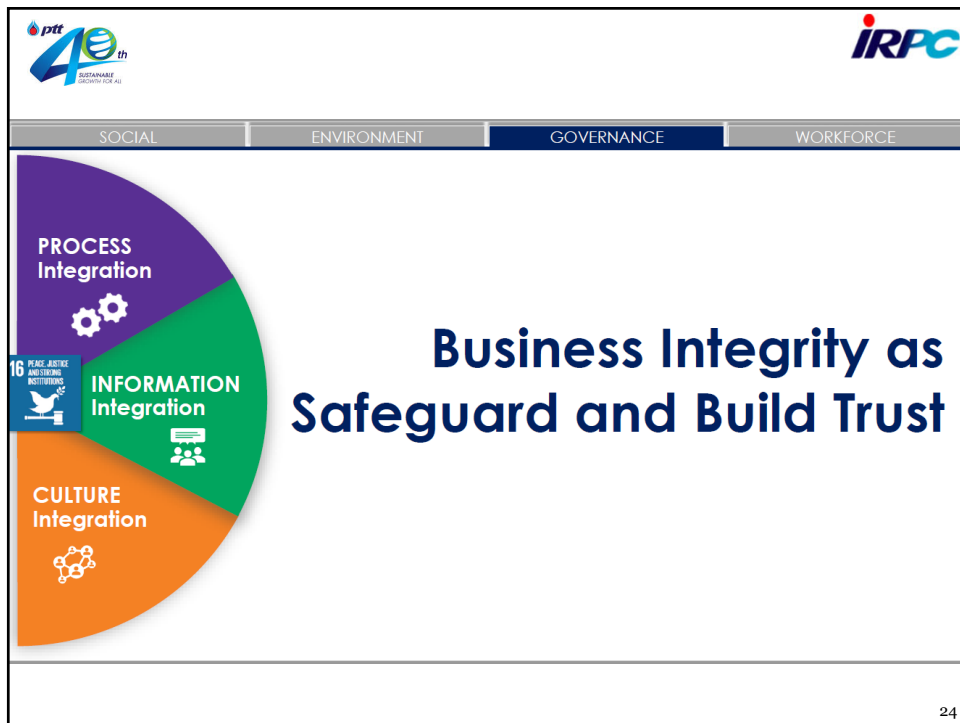 ptt
40th
SUSTAINABLE
GROWTH FOR ALL
iRPC
SOCIAL
ENVIRONMENT
GOVERNANCE
WORKFORCE
PROCESS
Integration
16 PEACE, JUSTICE
AND STRONG
INSTITUTIONS
INFORMATION
Integration
CULTURE
Integration
Business Integrity as
Safeguard and Build Trust
24